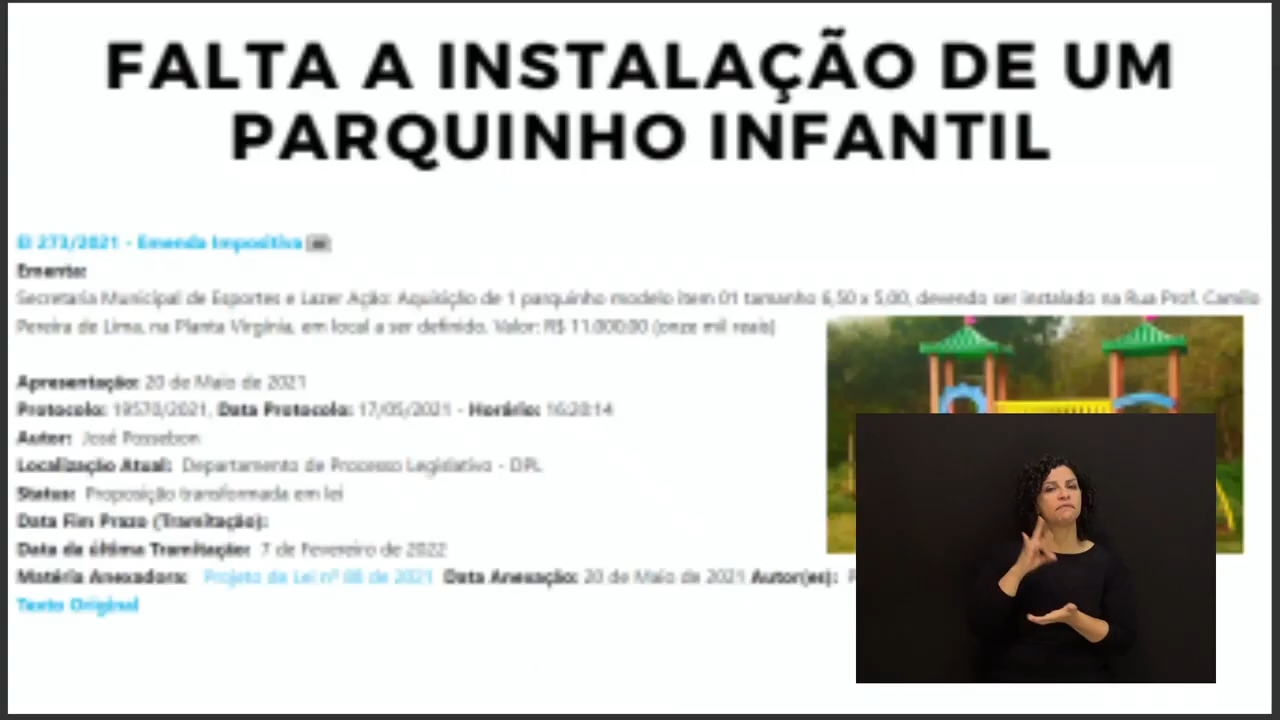 FALTA A INSTALAÇÃO DE UM
PARQUINHO INFANTIL
EI 273/2021 - Emenda Impositiva
Ementa:
Secretaria Municipal de Esportes e Lazer Ação: Aquisição de 1 parquinho modelo item 01 tamanho 6,50 x 5,00, devendo ser instalado na Rua Prof. Camilo
Pereira de Lima, na Planta Virgínia, em local a ser definido. Valor: R$ 11.000,00 (onze mil reais)
Apresentação: 20 de Maio de 2021
Protocolo: 19570/2021, Data Protocolo: 17/05/2021 - Horário: 16:20:14
Autor: José Possebon
Localização Atual: Departamento de Processo Legislativo - DPL
Status: Proposição transformada em lei
Data Fim Prazo (Tramitação):
Data da última Tramitação: 7 de Fevereiro de 2022
Matéria Anexadora: Projeto de Lei nº 88 de 2021 Data Anexação: 20 de Maio de 2021 Autor(es):
Texto Original